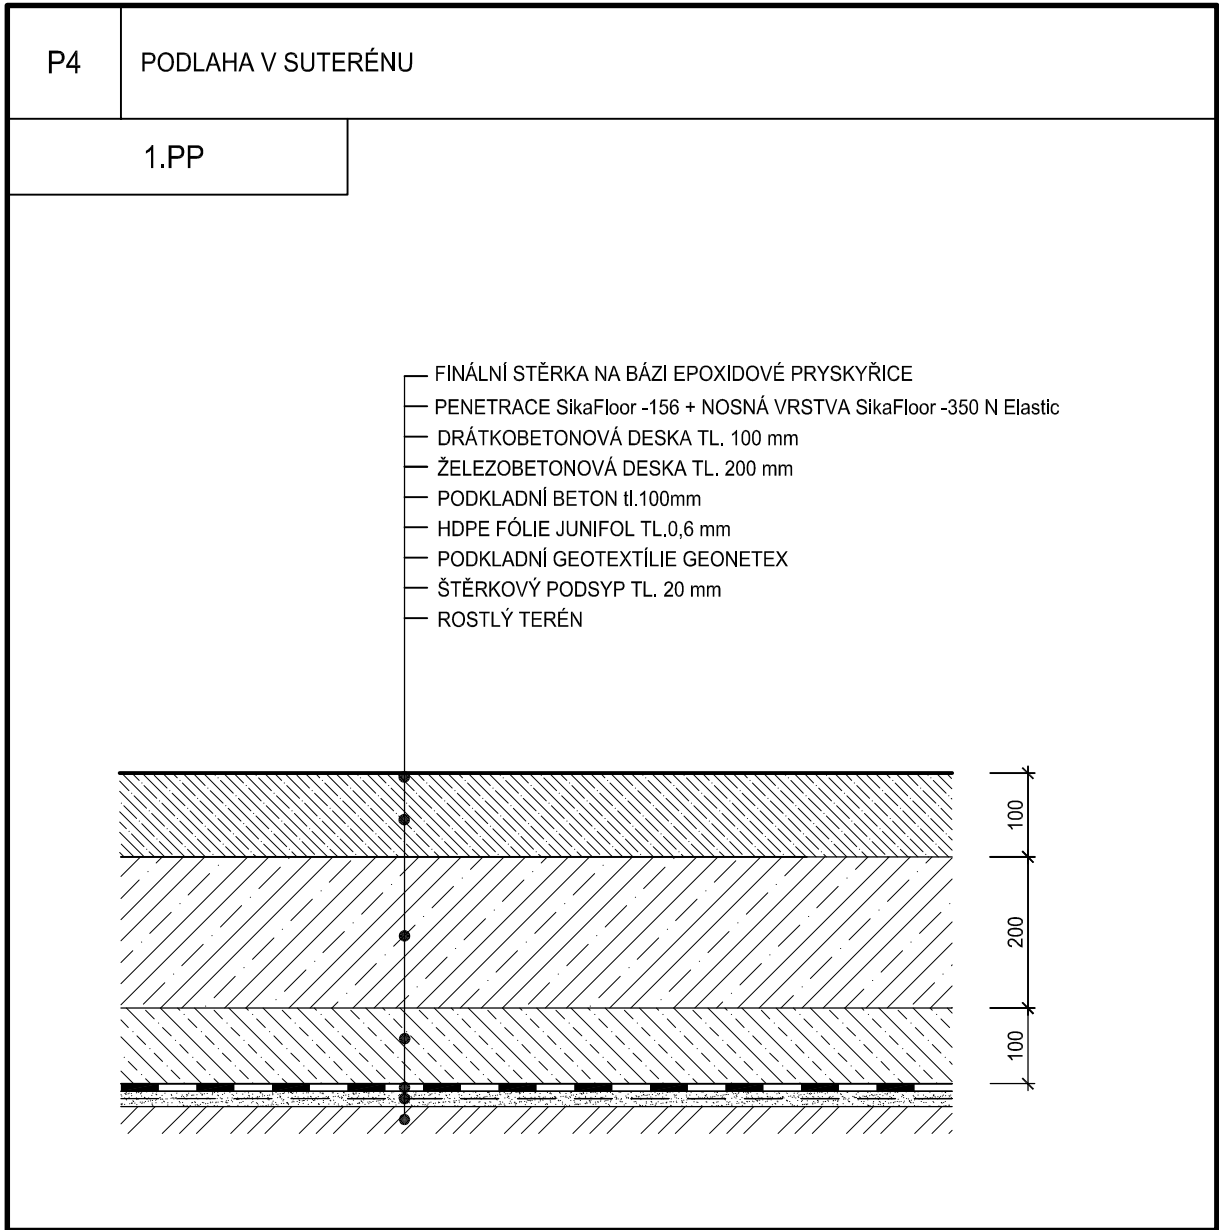 P4
PODLAHA V SUTERÉNU
1.PP
FINÁLNÍ STĚRKA NA BÁZI EPOXIDOVÉ PRYSKYŘICE
PENETRACE SikaFloor -156 + NOSNÁ VRSTVA SikaFloor -350 N Elastic
DRÁTKOBETONOVÁ DESKA TL. 100 mm
ŽELEZOBETONOVÁ DESKA TL. 200 mm
PODKLADNÍ BETON tl.100mm
HDPE FÓLIE JUNIFOL TL.0,6 mm
PODKLADNÍ GEOTEXTÍLIE GEONETEX
ŠTĚRKOVÝ PODSYP TL. 20 mm
ROSTLÝ TERÉN
100
200
100